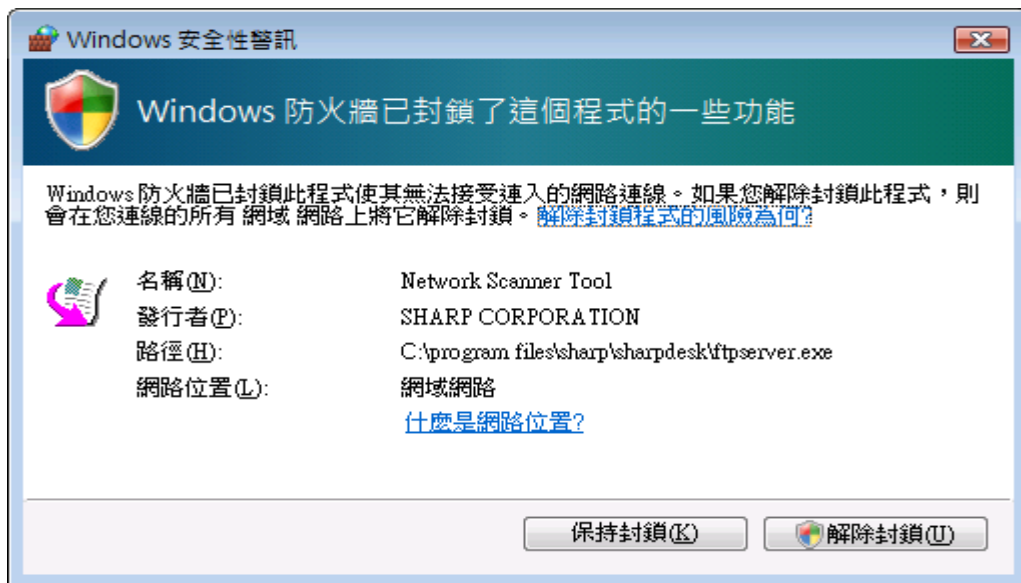 Windows 安全性警訊
Windows 防火牆已封鎖了這個程式的一些功能
Windows 防火牆已封鎖此程式使其無法接受連入的網路連線。如果您解除封鎖此程式，則
會在您連線的所有 網域 網路上將它解除封鎖。解除封鎖程式的風險為何?
名稱(N): Network Scanner Tool
發行者(P): SHARP CORPORATION
路徑(H): C:\program files\sharp\sharpdesk\ftpserver.exe
網路位置(L): 網域網路
什麼是網路位置?
保持封鎖(K) 解除封鎖(U)